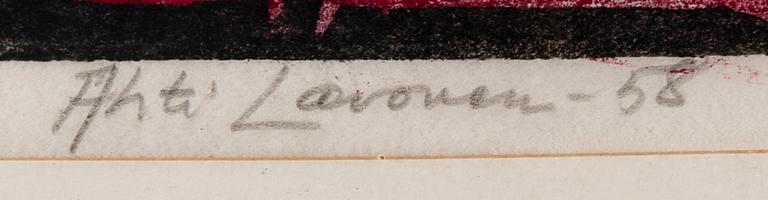 Ahti Lavonen - 58